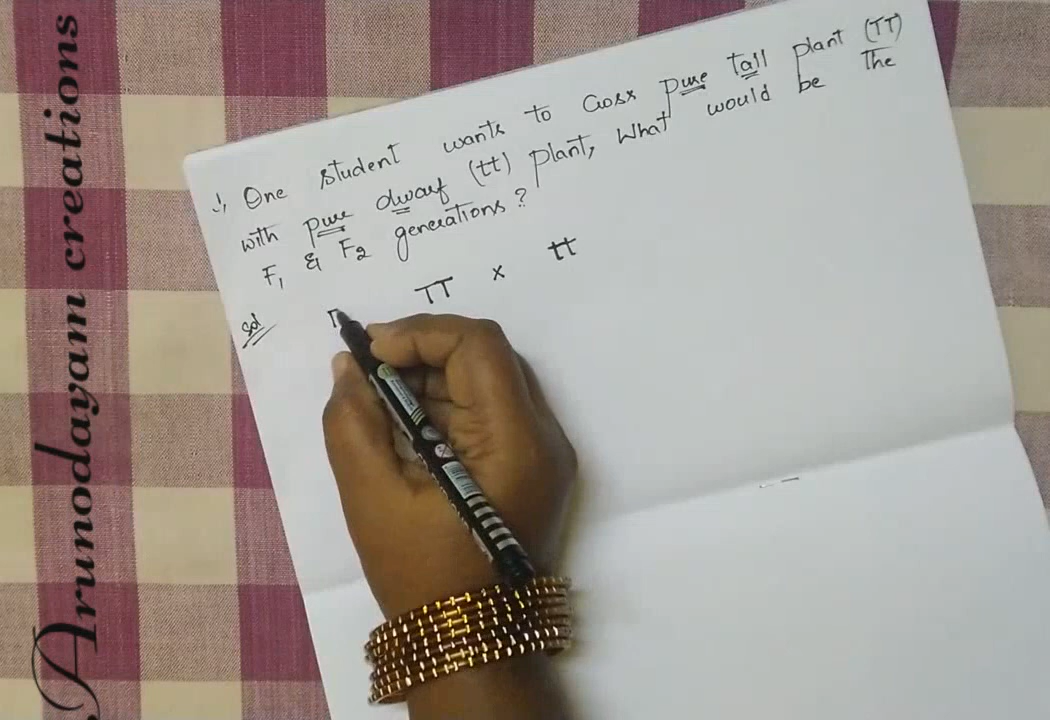 Arunodayam creations
1, One student wants to Cross pure tall plant (TT)
with pure dwarf (tt) plant, What would be The
F1 & F2 generations?
Sol
TT x tt